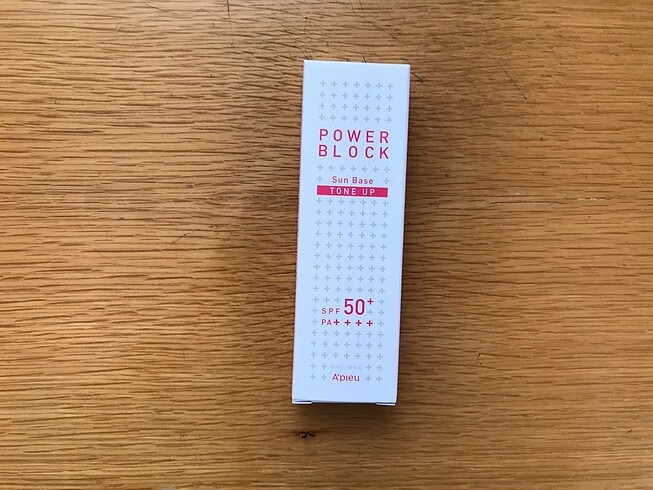 POWER
BLOCK
Sun Base
TONE UP
SPF 50+
PA++++
A'pieu